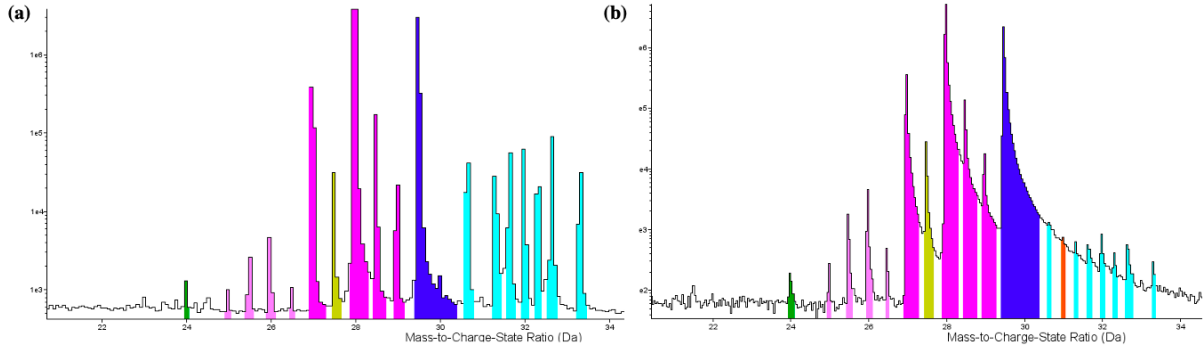 (a)
1e6
1e5
1e4
1e3
22 24 26 28 30 32 34
Mass-to-Charge-State Ratio (Da)
(b)
e6
e5
e4
e3
e2
22 24 26 28 30 32 34
Mass-to-Charge-State Ratio (Da)